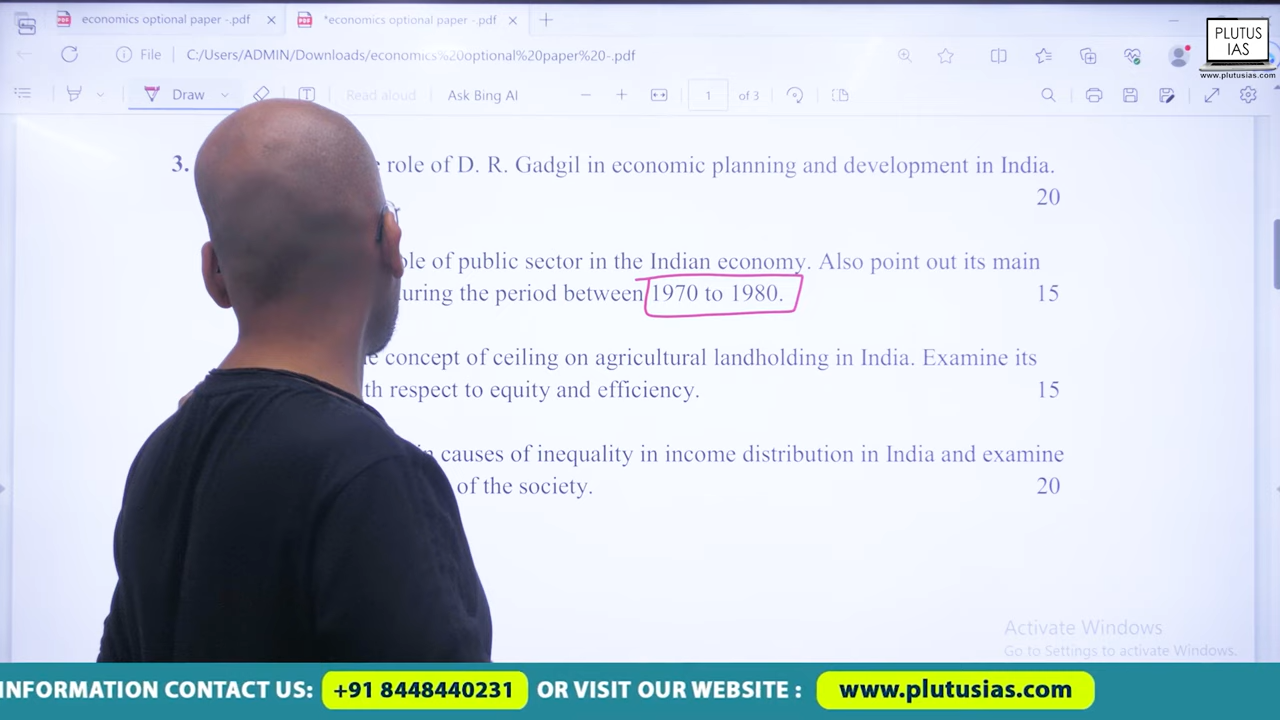 economics optional paper -.pdf
*economics optional paper -.pdf
PLUTUS
IAS
www.plutusias.com
File
C:/Users/ADMIN/Downloads/economics%20optional%20paper%20-.pdf
Draw
Read aloud
Ask Bing AI
1
of 3
3.
role of D. R. Gadgil in economic planning and development in India.
20
of public sector in the Indian economy. Also point out its main
during the period between 1970 to 1980.
15
concept of ceiling on agricultural landholding in India. Examine its
respect to equity and efficiency.
15
causes of inequality in income distribution in India and examine
of the society.
20
Activate Windows
Go to Settings to activate Windows.
INFORMATION CONTACT US:
+91 8448440231
OR VISIT OUR WEBSITE :
www.plutusias.com